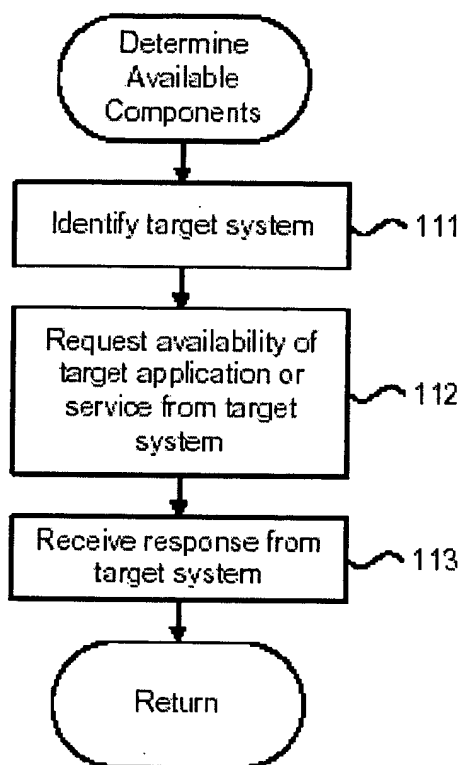 Determine
Available
Components
Identify target system
111
Request availability of
target application or
service from target
system
112
Receive response from
target system
113
Return